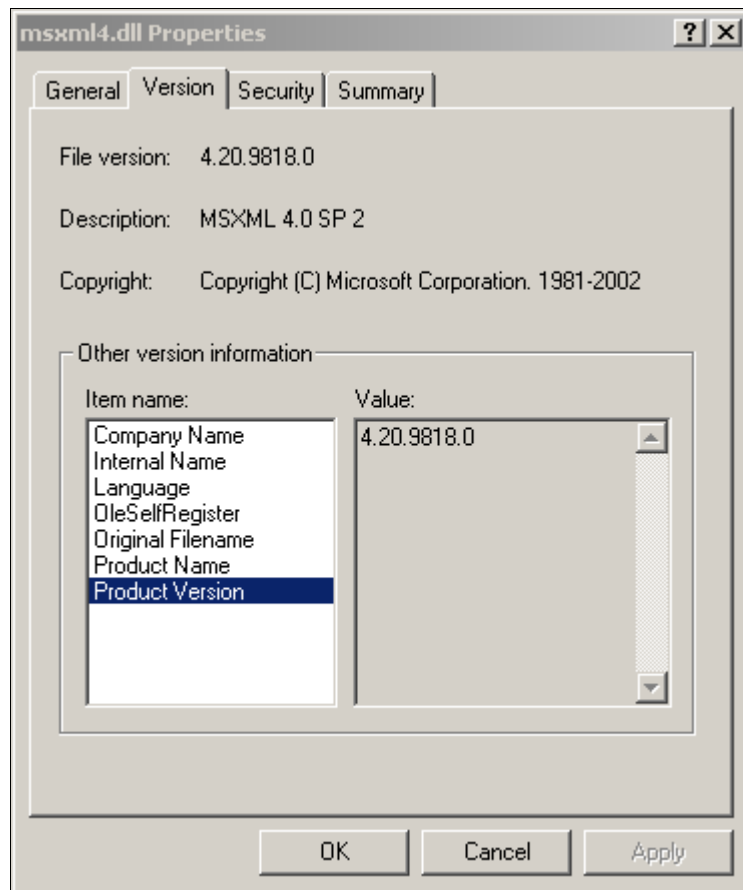 msxml4.dll Properties
General Version Security Summary
File version: 4.20.9818.0
Description: MSXML 4.0 SP 2
Copyright: Copyright (C) Microsoft Corporation. 1981-2002
Other version information
Item name: Value:
Company Name 4.20.9818.0
Internal Name
Language
OleSelfRegister
Original Filename
Product Name
Product Version
OK Cancel Apply